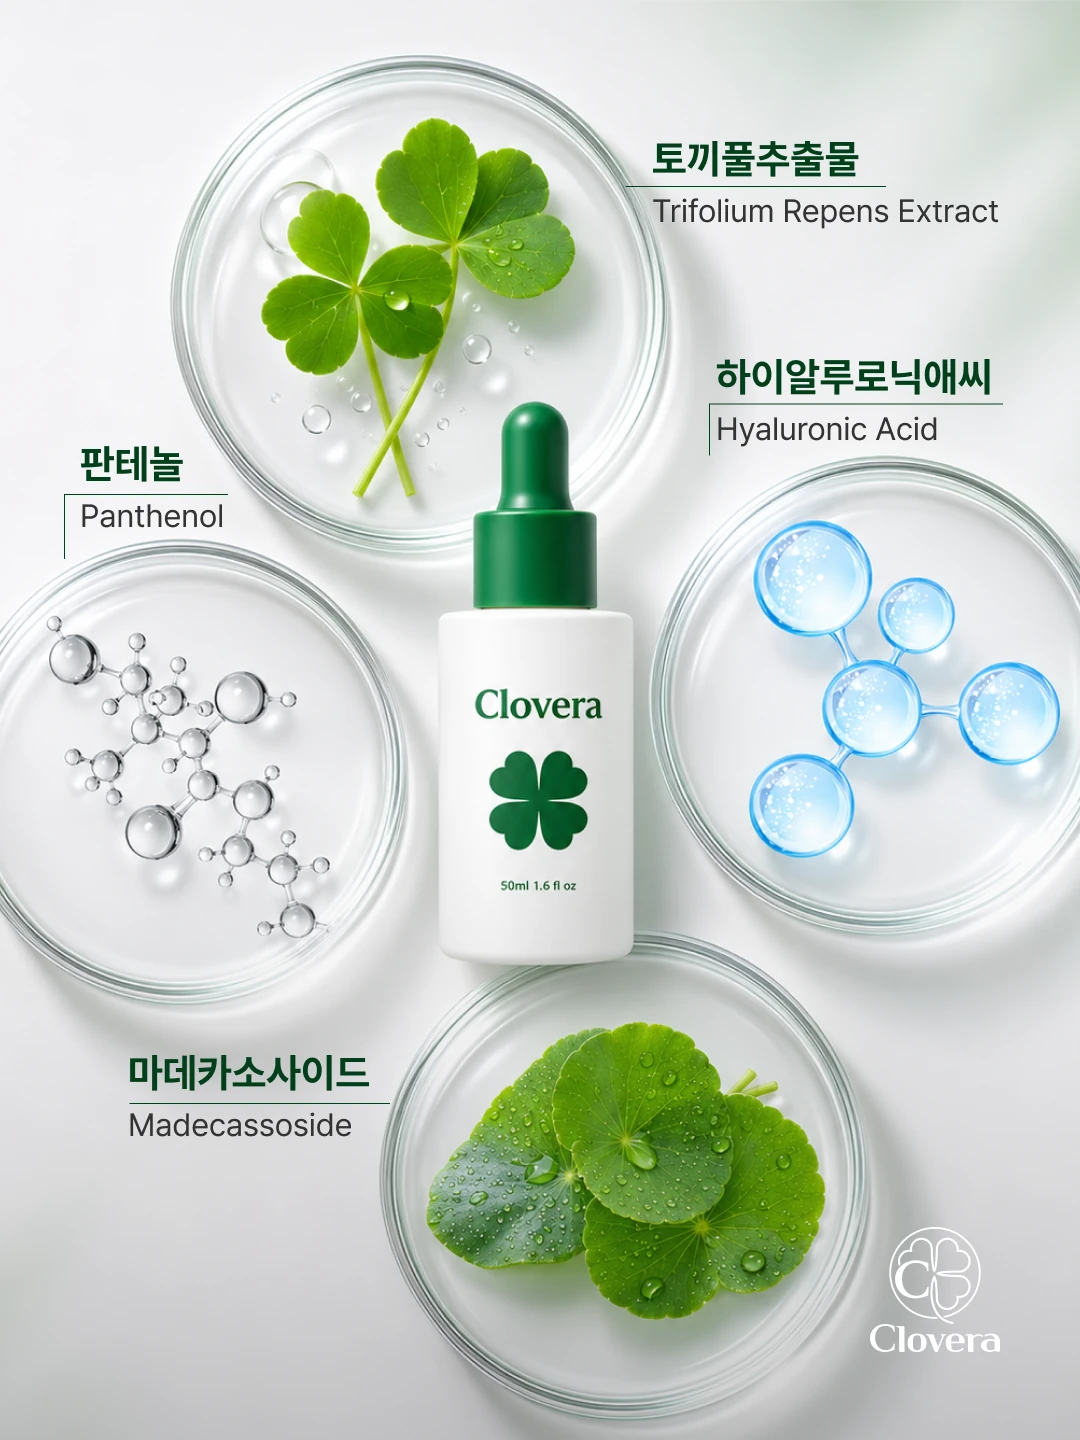 토끼풀추출물
Trifolium Repens Extract
하이알루로닉애씨
Hyaluronic Acid
판테놀
Panthenol
Clovera
50ml 1.6 fl oz
마데카소사이드
Madecassoside
C
Clovera